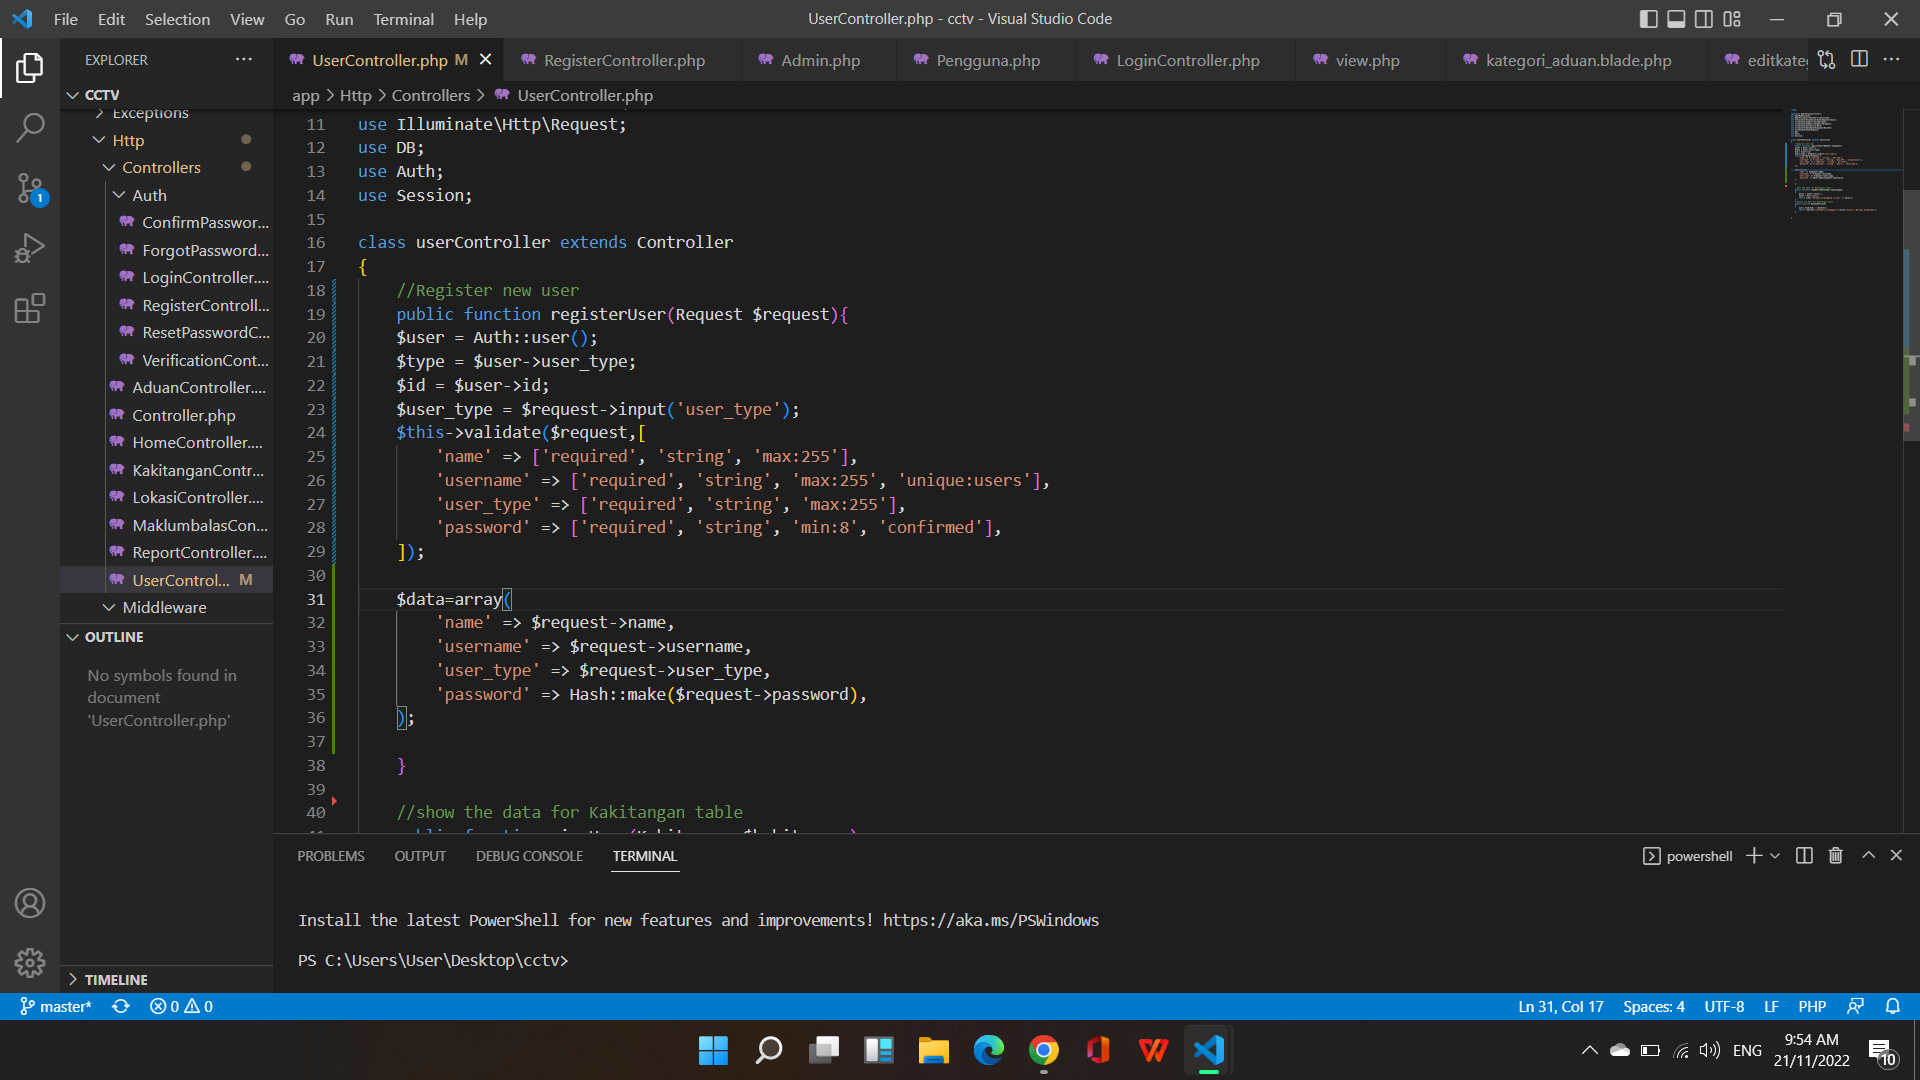 File Edit Selection View Go Run Terminal Help
UserController.php - cctv - Visual Studio Code
EXPLORER
UserController.php M
RegisterController.php
Admin.php
Pengguna.php
LoginController.php
view.php
kategori_aduan.blade.php
editkate
CCTV
Exceptions
Http
Controllers
Auth
ConfirmPasswor...
ForgotPassword...
LoginController....
RegisterControll...
ResetPasswordC...
VerificationCont...
AduanController....
Controller.php
HomeController....
KakitanganContr...
LokasiController....
MaklumbalasCon...
ReportController....
UserControl... M
Middleware
OUTLINE
No symbols found in
document
'UserController.php'
TIMELINE
1
app > Http > Controllers > UserController.php
11 use Illuminate\Http\Request;
12 use DB;
13 use Auth;
14 use Session;
15
16 class userController extends Controller
17 {
18 //Register new user
19 public function registerUser(Request $request){
20 $user = Auth::user();
21 $type = $user->user_type;
22 $id = $user->id;
23 $user_type = $request->input('user_type');
24 $this->validate($request,[
25 'name' => ['required', 'string', 'max:255'],
26 'username' => ['required', 'string', 'max:255', 'unique:users'],
27 'user_type' => ['required', 'string', 'max:255'],
28 'password' => ['required', 'string', 'min:8', 'confirmed'],
29 ]);
30
31 $data=array(
32 'name' => $request->name,
33 'username' => $request->username,
34 'user_type' => $request->user_type,
35 'password' => Hash::make($request->password),
36 );
37
38 }
39
40 //show the data for Kakitangan table
PROBLEMS OUTPUT DEBUG CONSOLE TERMINAL
powershell
Install the latest PowerShell for new features and improvements! https://aka.ms/PSWindows
PS C:\Users\User\Desktop\cctv>
master* 0 0
Ln 31, Col 17 Spaces: 4 UTF-8 LF PHP
ENG
9:54 AM
21/11/2022
10